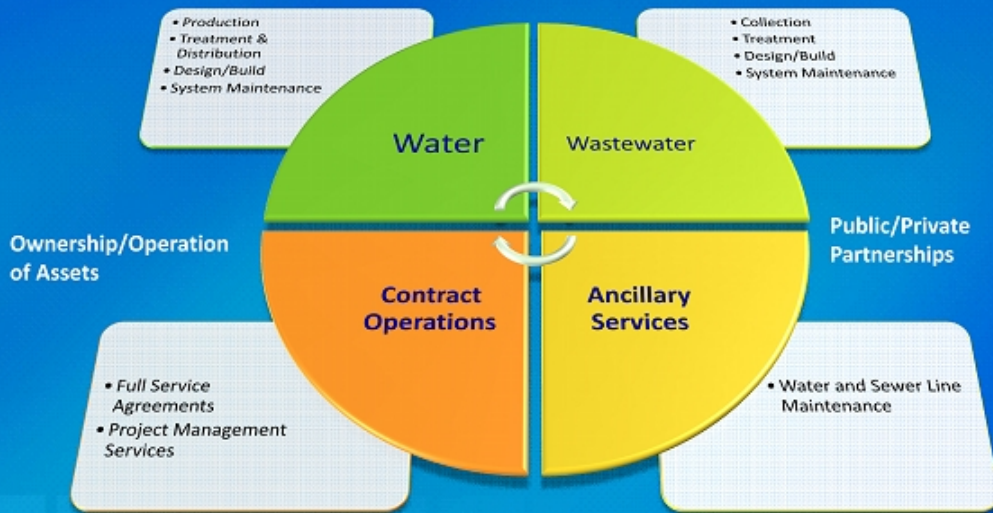 • Production
• Treatment &
Distribution
• Design/Build
• System Maintenance
• Collection
• Treatment
• Design/Build
• System Maintenance
Water
Wastewater
Ownership/Operation
of Assets
Public/Private
Partnerships
Contract
Operations
Ancillary
Services
• Full Service
Agreements
• Project Management
Services
• Water and Sewer Line
Maintenance